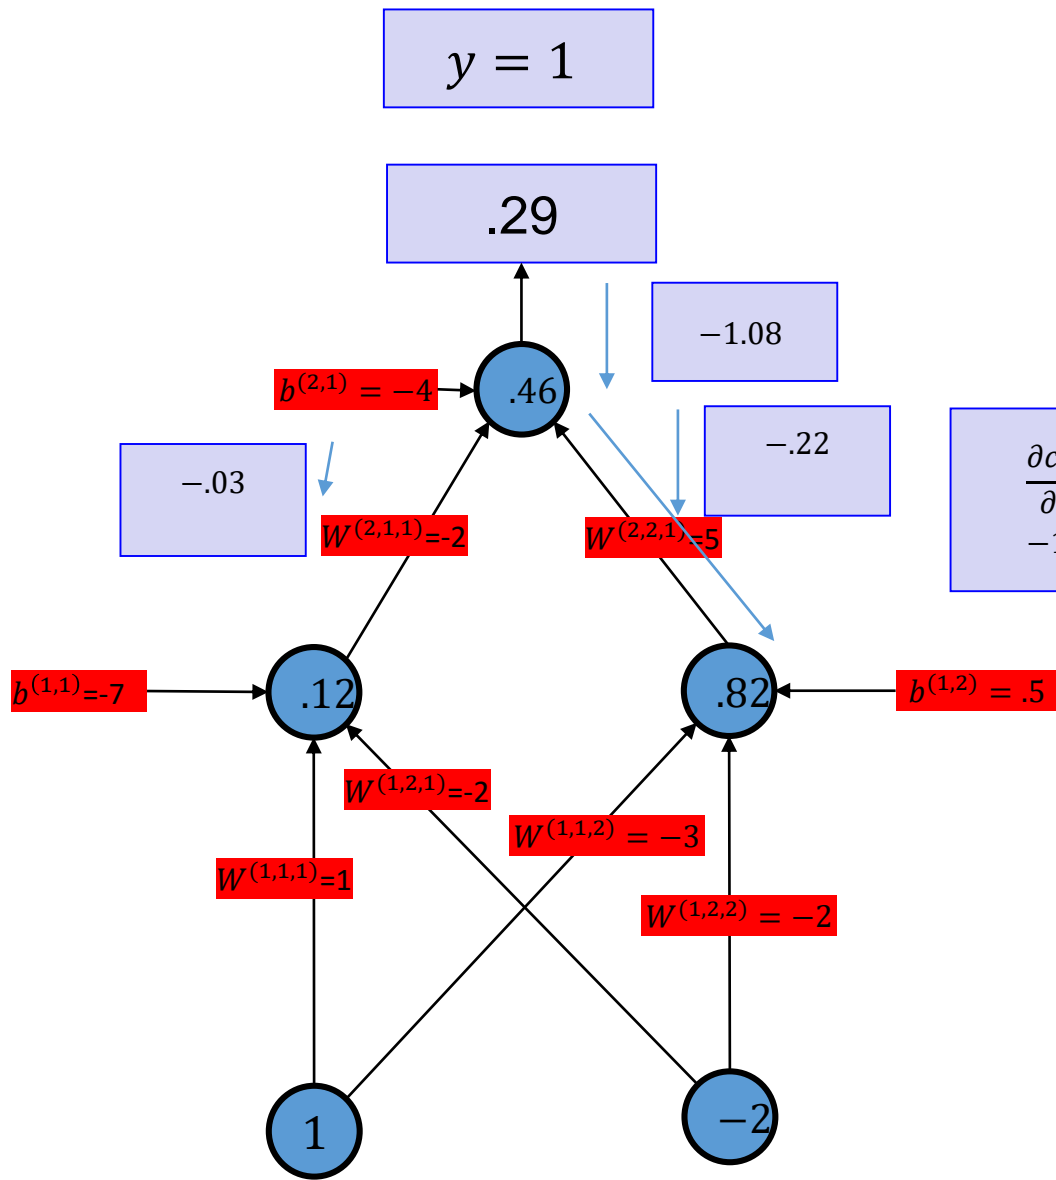 y = 1
.29
−1.08
b^(2,1) = −4
.46
−.22
−.03
W^(2,1,1)=-2
W^(2,2,1)=5
−1
b^(1,1)=-7
.12
.82
b^(1,2) = .5
W^(1,2,1)=-2
W^(1,1,2) = −3
W^(1,1,1)=1
W^(1,2,2) = −2
1
−2